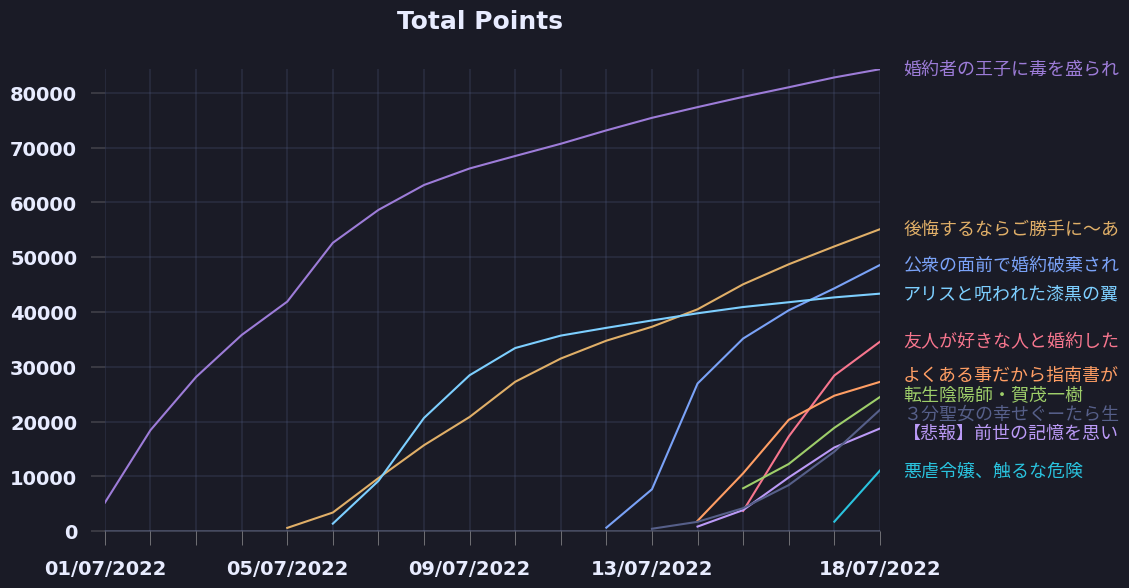 Total Points
80000
70000
60000
50000
40000
30000
20000
10000
0
01/07/2022
05/07/2022
09/07/2022
13/07/2022
18/07/2022
婚約者の王子に毒を盛られ
後悔するならご勝手に～あ
公衆の面前で婚約破棄され
アリスと呪われた漆黒の翼
友人が好きな人と婚約した
よくある事だから指南書が
転生陰陽師・賀茂一樹
３分聖女の幸せぐーたら生
【悲報】前世の記憶を思い
悪虐令嬢、触るな危険